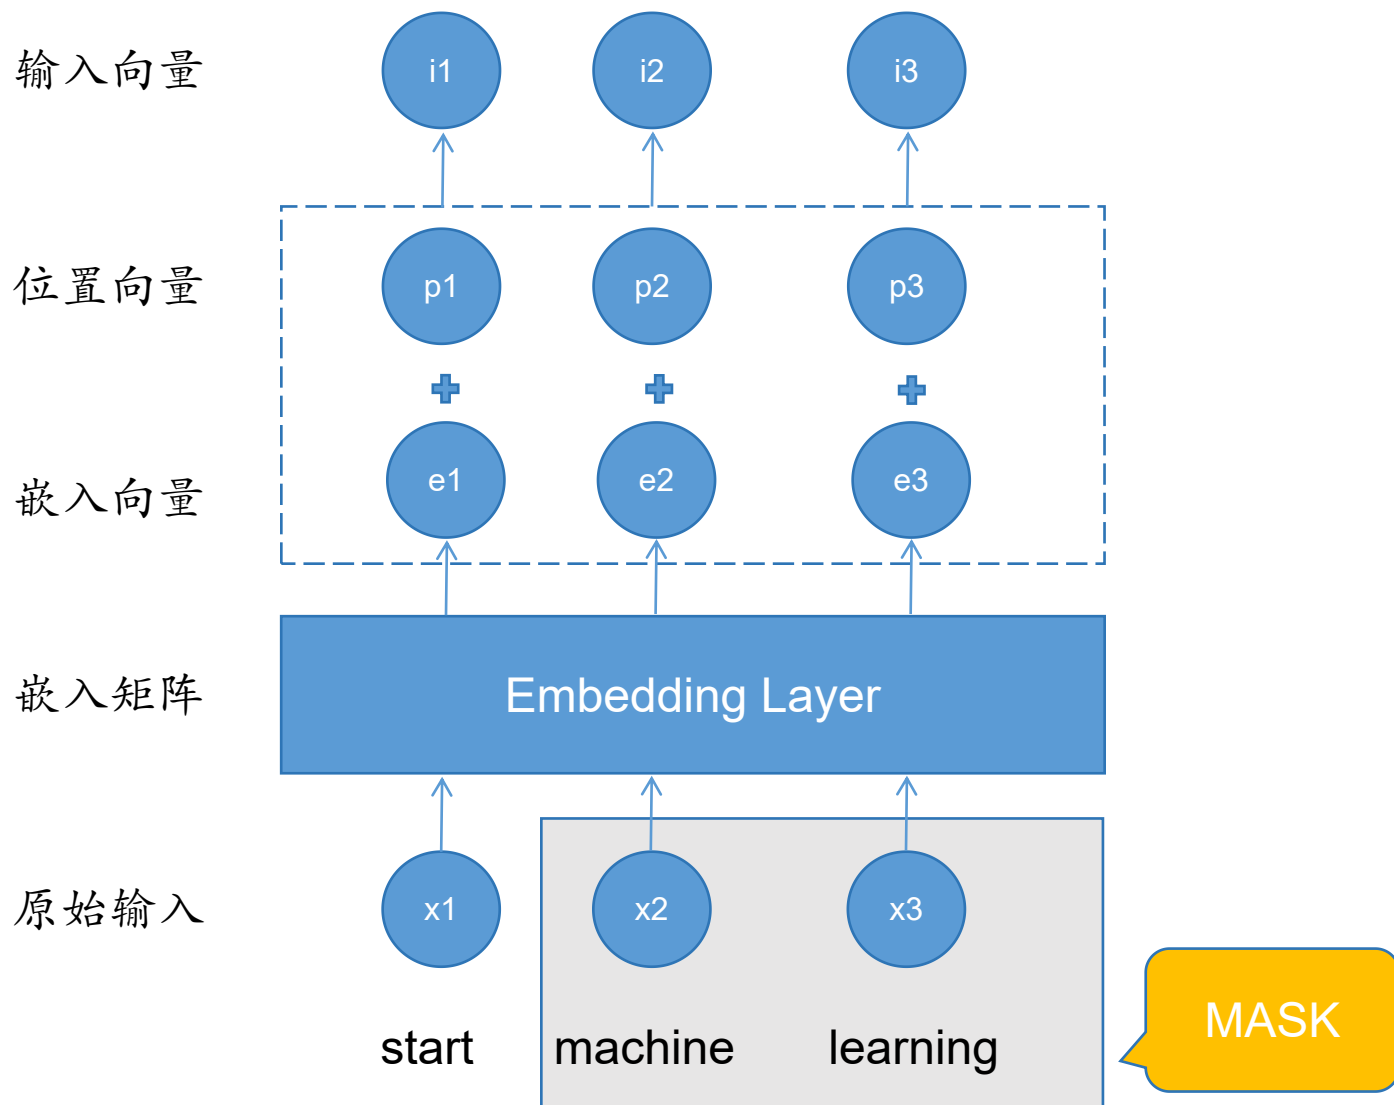 输入向量 i1 i2 i3
位置向量 p1 p2 p3
嵌入向量 e1 e2 e3
嵌入矩阵 Embedding Layer
原始输入 x1 x2 x3
MASK
start machine learning